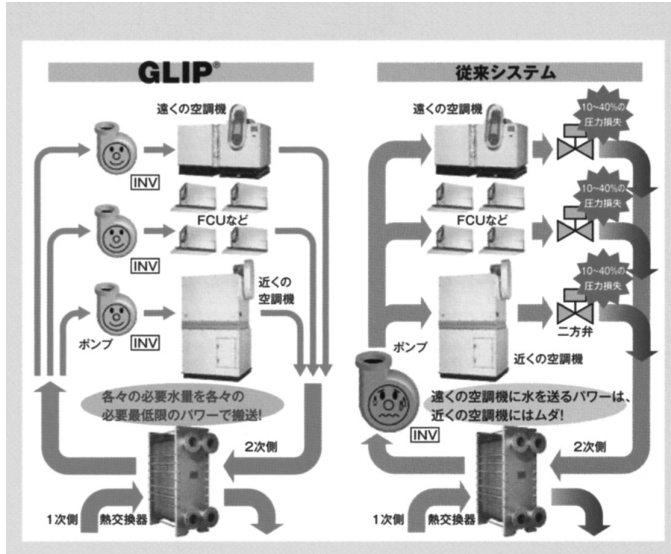 GLIP®
遠くの空調機
INV
FCUなど
INV
近くの
空調機
ポンプ
INV
各々の必要水量を各々の
必要最低限のパワーで搬送!
2次側
1次側
熱交換器
従来システム
遠くの空調機
10~40%の
圧力損失
FCUなど
10~40%の
圧力損失
10~40%の
圧力損失
二方弁
ポンプ
近くの空調機
遠くの空調機に水を送るパワーは、
近くの空調機にはムダ!
INV
2次側
1次側
熱交換器